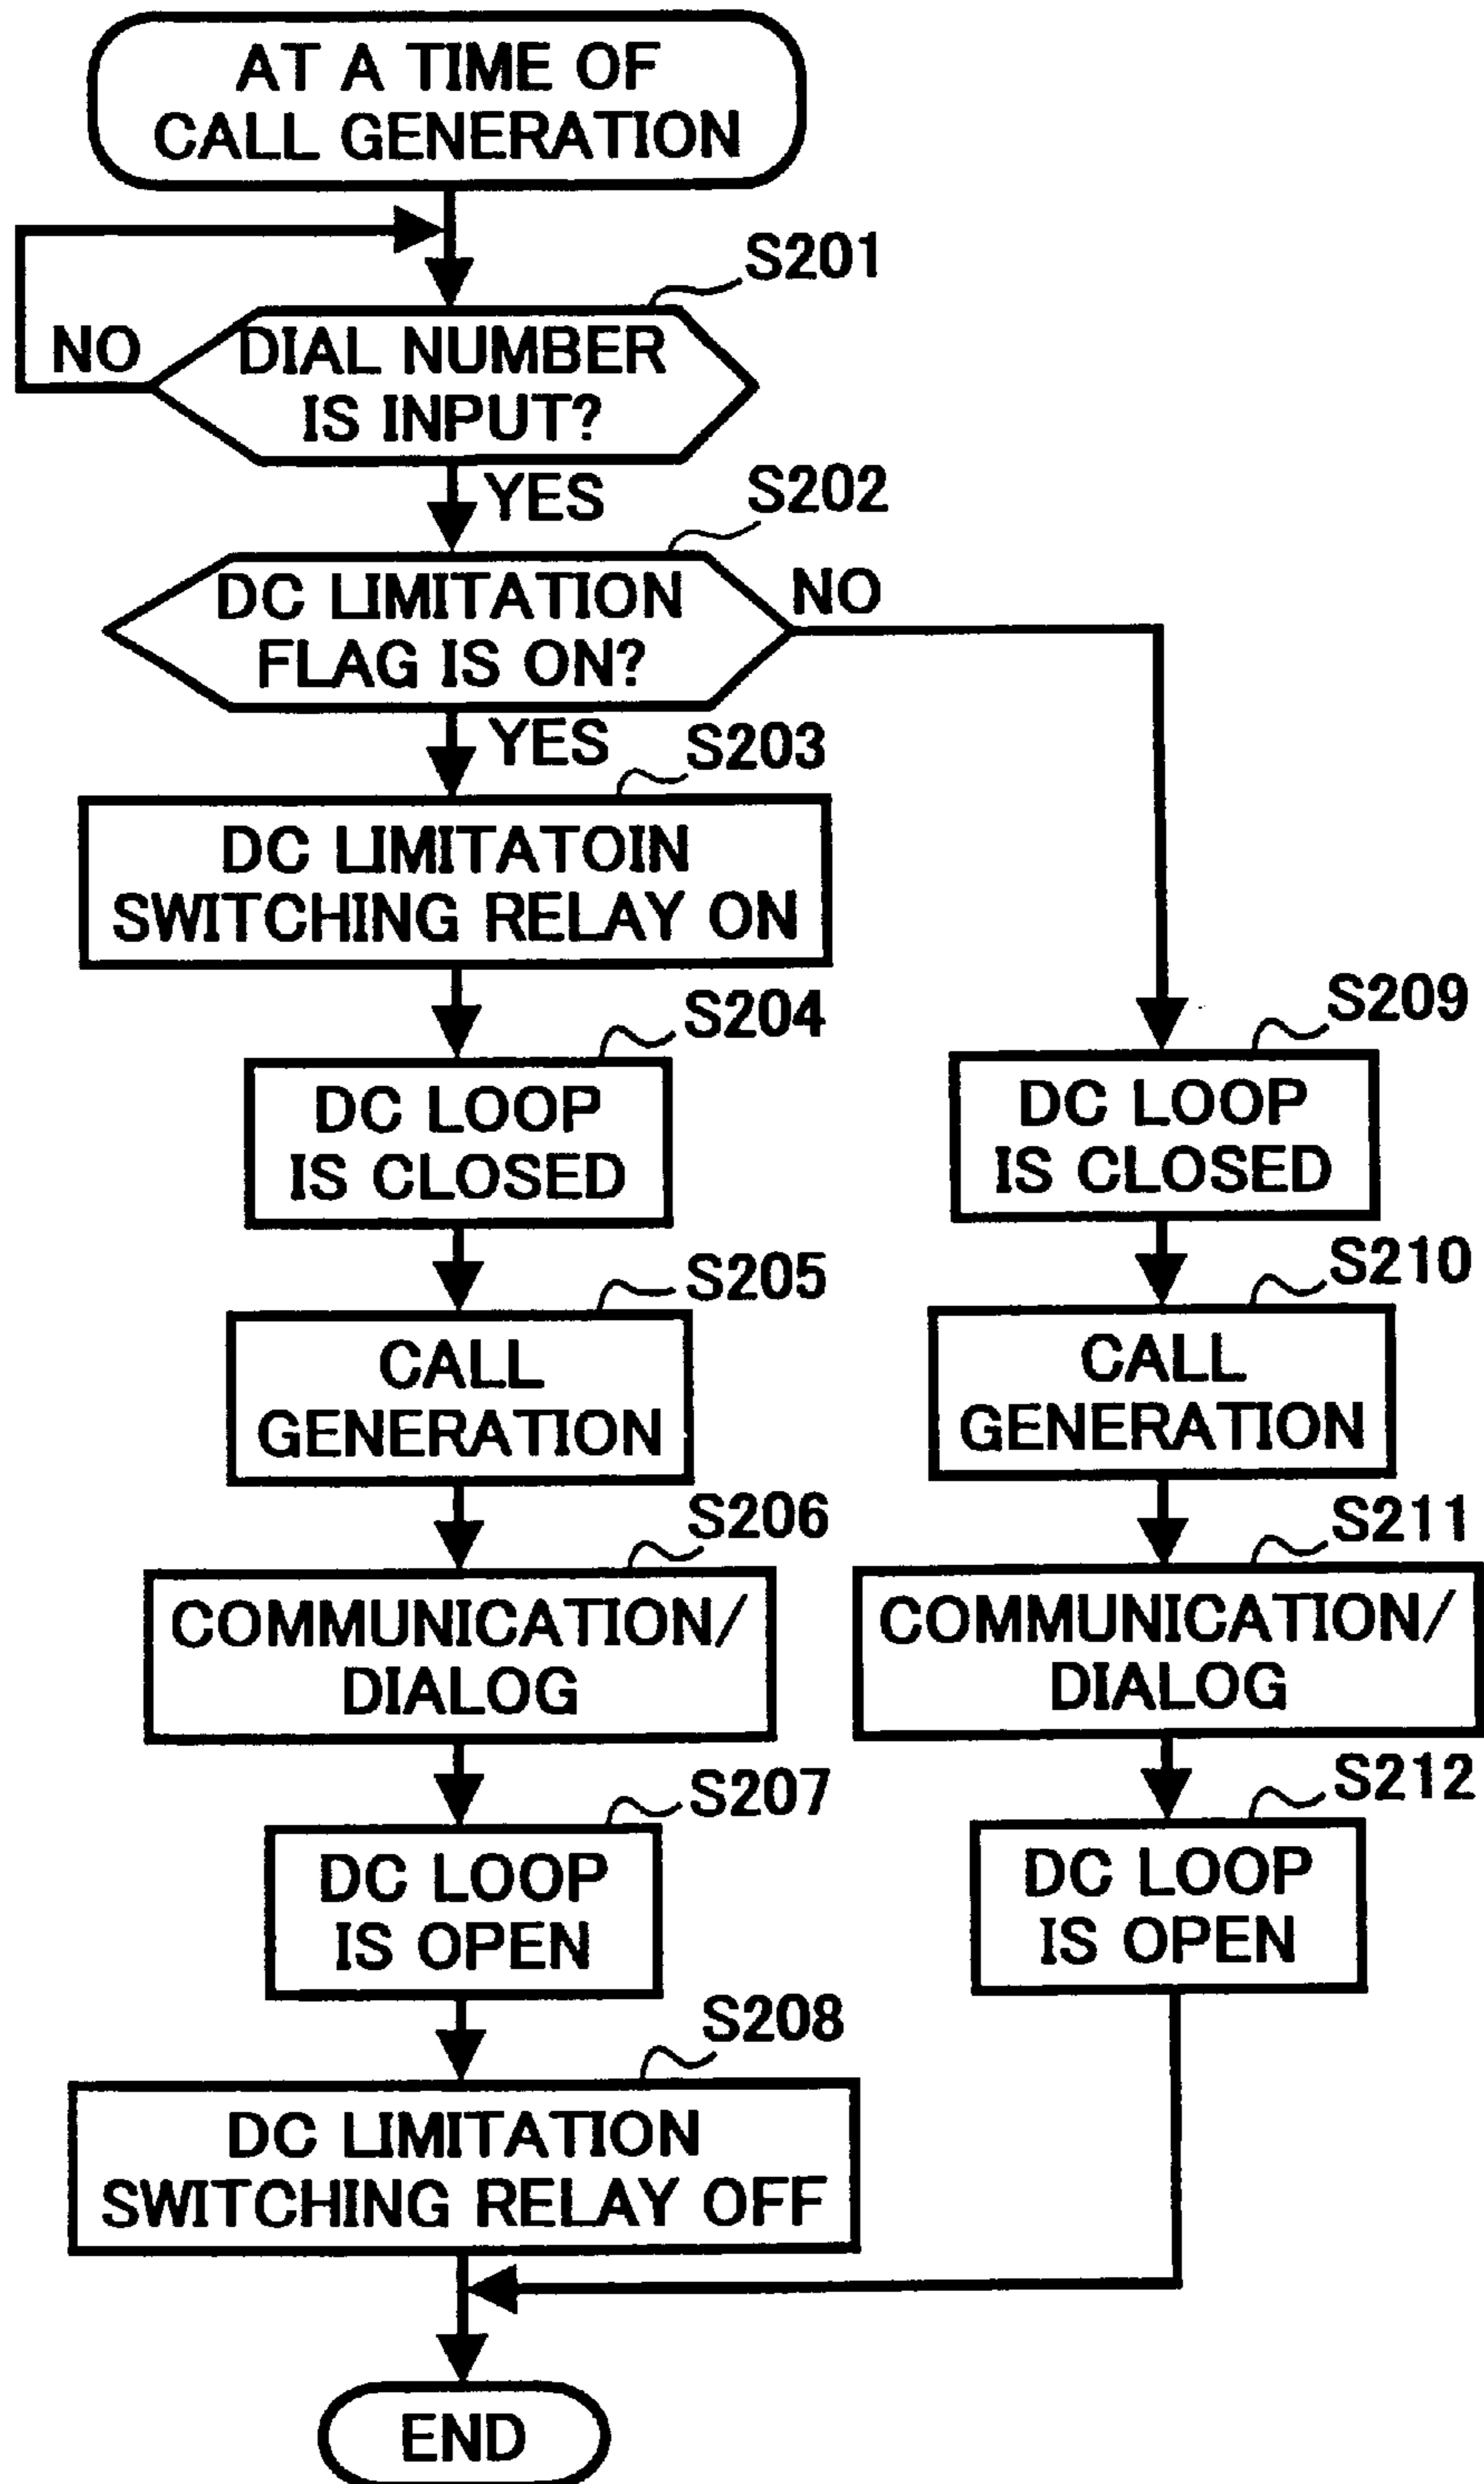 AT A TIME OF
CALL GENERATION
S201
NO
DIAL NUMBER
IS INPUT?
YES
S202
DC LIMITATION
FLAG IS ON?
NO
YES
S203
DC LIMITATOIN
SWITCHING RELAY ON
S204
DC LOOP
IS CLOSED
S205
CALL
GENERATION
S206
COMMUNICATION/
DIALOG
S207
DC LOOP
IS OPEN
S208
DC LIMITATION
SWITCHING RELAY OFF
S209
DC LOOP
IS CLOSED
S210
CALL
GENERATION
S211
COMMUNICATION/
DIALOG
S212
DC LOOP
IS OPEN
END